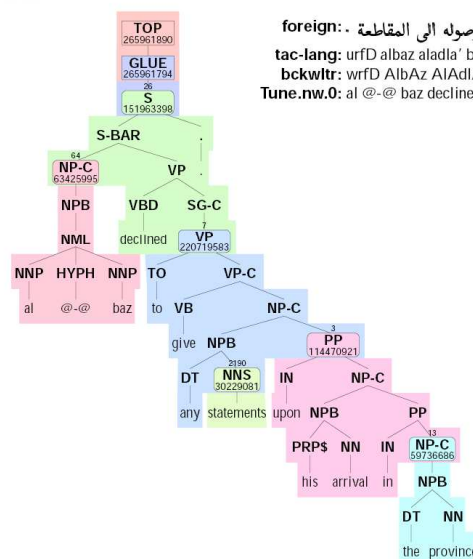 foreign: وصوله الى المقاطعة .
tac-lang: urfD albaz aladla' b
bckwltr: wrfD AlbAz AlAdl
Tune.nw.0: al @-@ baz decline
TOP
265961890
GLUE
265961794
26
S
151963398
S-BAR .
64
NP-C VP .
63425995
NPB VBD SG-C
7
NML declined VP
220719583
NNP HYPH NNP TO VP-C
al @-@ baz to VB NP-C
3
give NPB PP
114470921
2190
DT NNS IN NP-C
30229081
any statements upon NPB PP
13
PRP$ NN IN NP-C
59736686
his arrival in NPB
DT NN
the province